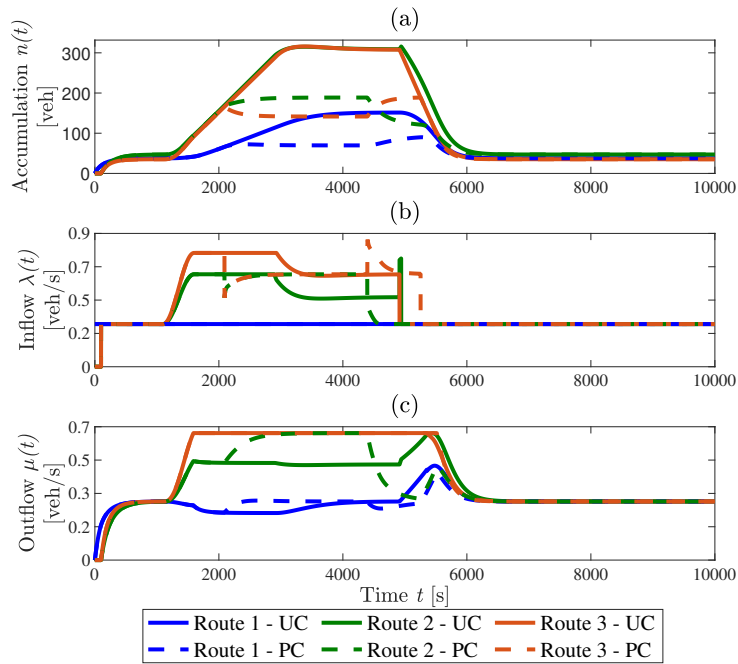 (a)
Accumulation n(t)
[veh]
300
200
100
0
0 2000 4000 6000 8000 10000
(b)
Inflow λ(t)
[veh/s]
0.9
0.7
0.5
0.2
0
0 2000 4000 6000 8000 10000
(c)
Outflow μ(t)
[veh/s]
0.7
0.5
0.3
0.2
0
0 2000 4000 6000 8000 10000
Time t [s]
Route 1 - UC Route 2 - UC Route 3 - UC
Route 1 - PC Route 2 - PC Route 3 - PC